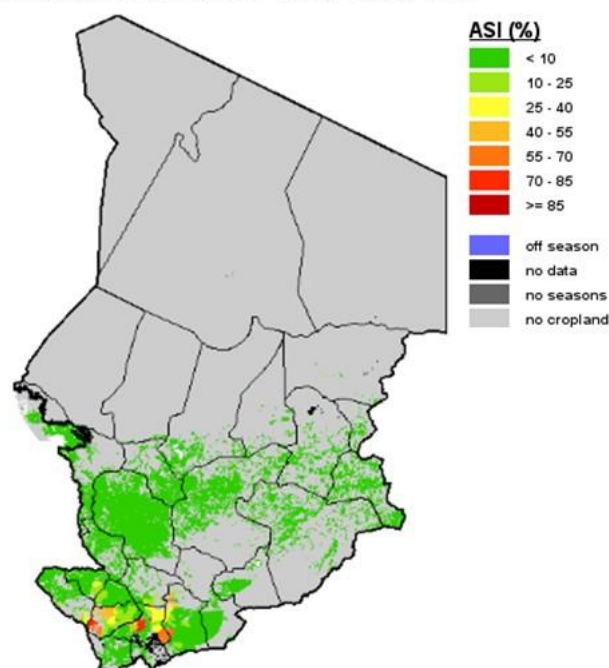 ASI (%)
< 10
10 - 25
25 - 40
40 - 55
55 - 70
70 - 85
>= 85
off season
no data
no seasons
no cropland